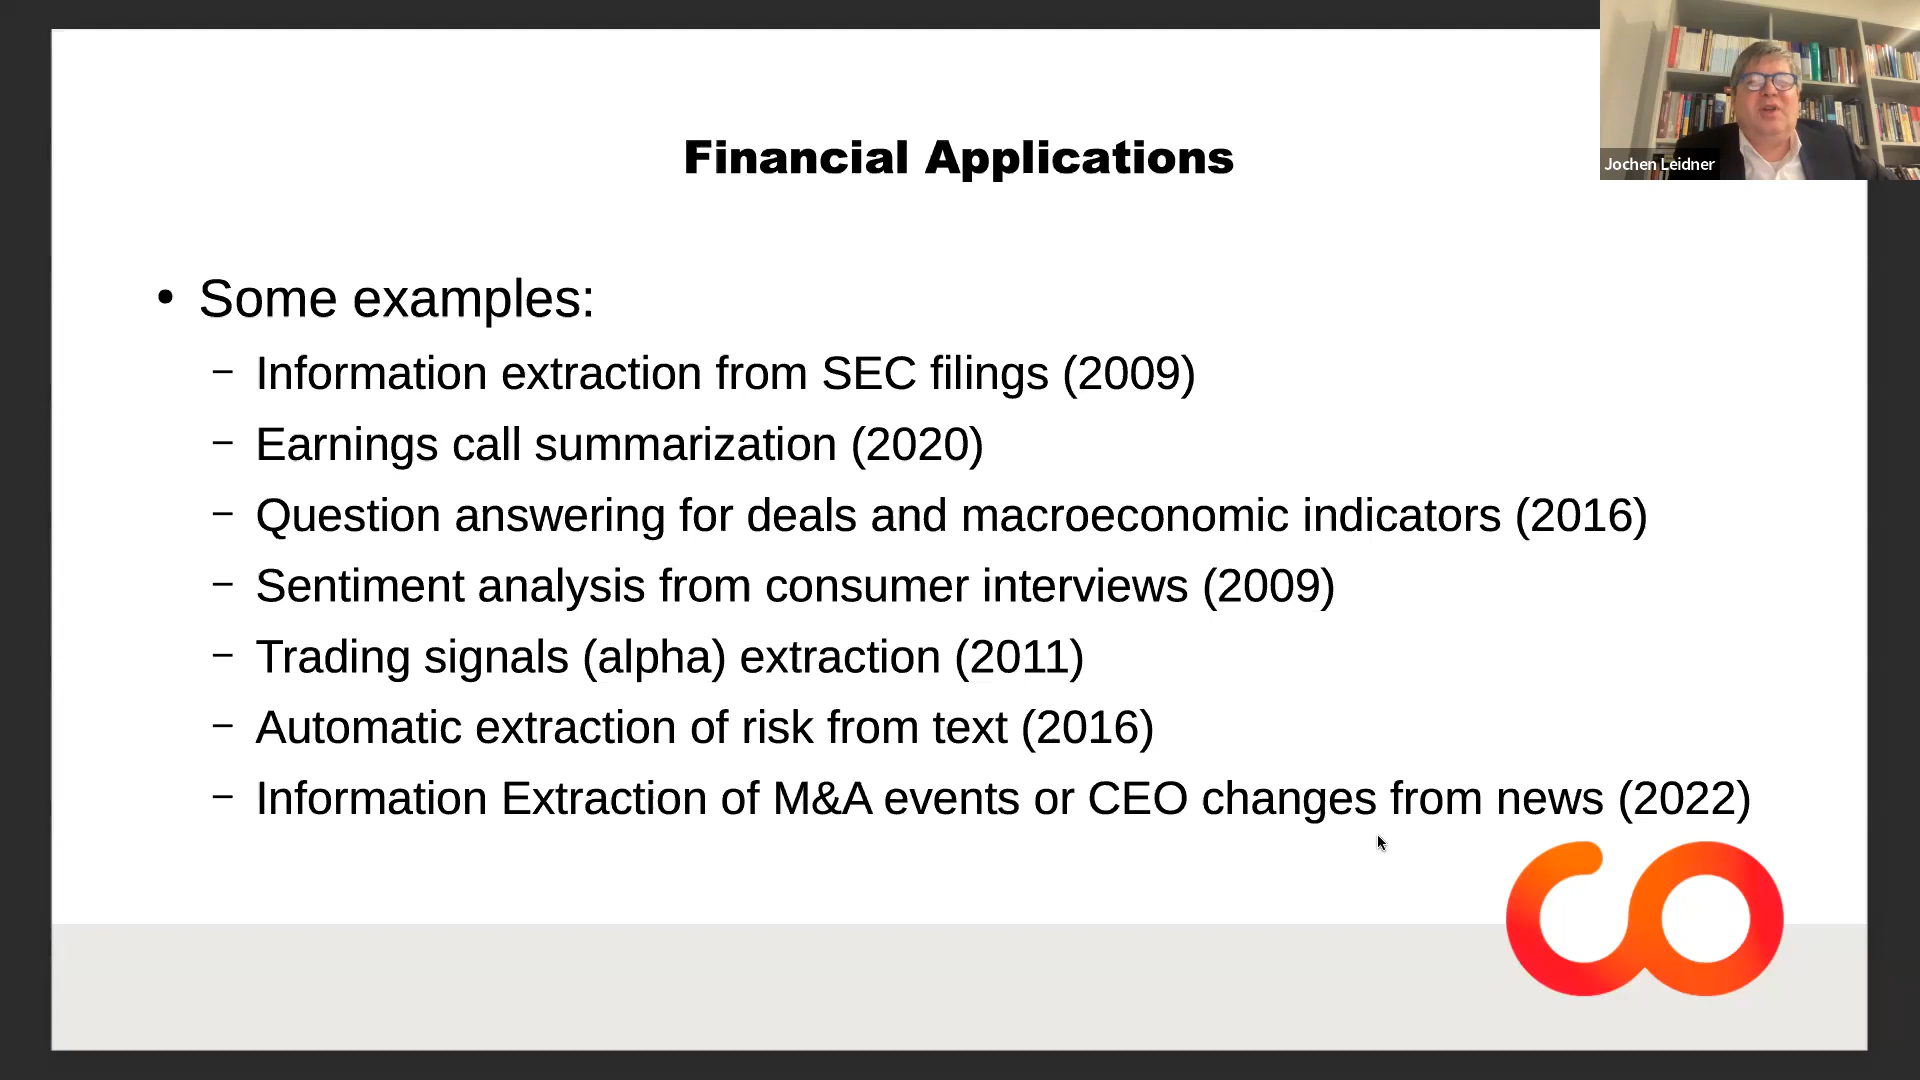 Financial Applications
Jochen Leidner
• Some examples:
– Information extraction from SEC filings (2009)
– Earnings call summarization (2020)
– Question answering for deals and macroeconomic indicators (2016)
– Sentiment analysis from consumer interviews (2009)
– Trading signals (alpha) extraction (2011)
– Automatic extraction of risk from text (2016)
– Information Extraction of M&A events or CEO changes from news (2022)